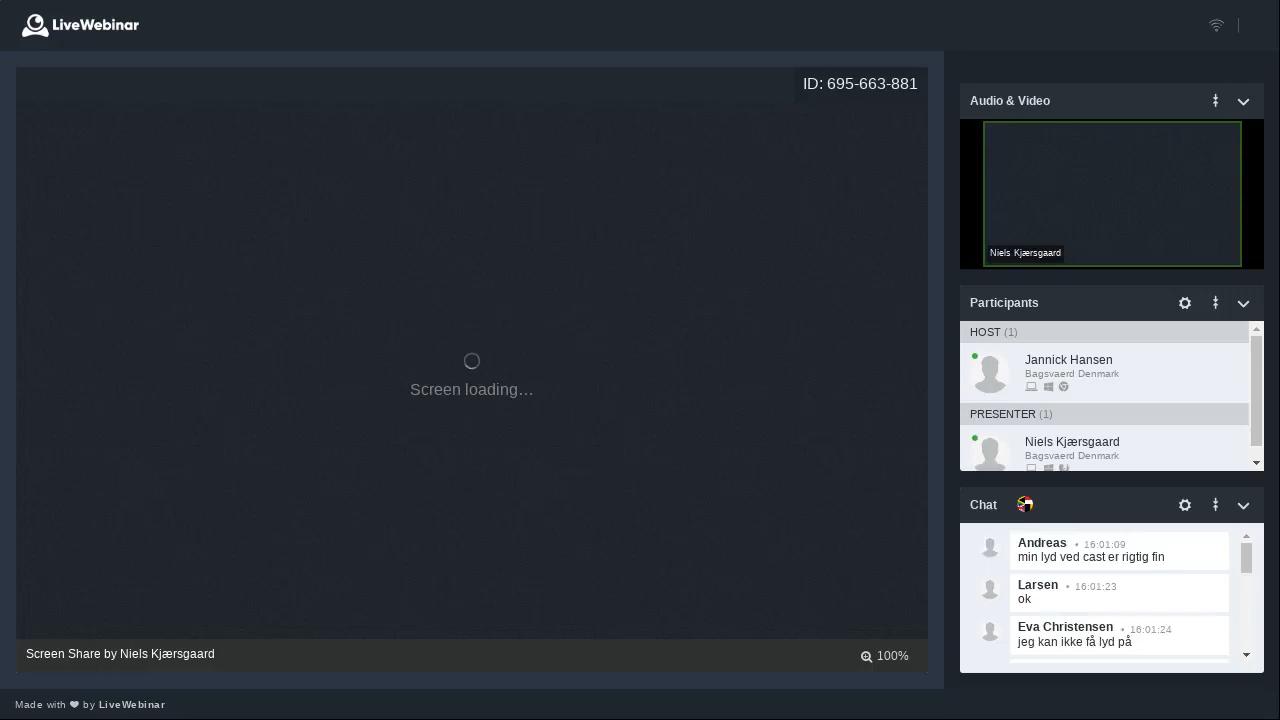 LiveWebinar
ID: 695-663-881
Screen loading...
Screen Share by Niels Kjærsgaard
100%
Audio & Video
Niels Kjærsgaard
Participants
HOST (1)
Jannick Hansen
Bagsvaerd Denmark
PRESENTER (1)
Niels Kjærsgaard
Bagsvaerd Denmark
Chat
Andreas • 16:01:09
min lyd ved cast er rigtig fin
Larsen • 16:01:23
ok
Eva Christensen • 16:01:24
jeg kan ikke få lyd på
Made with ❤ by LiveWebinar